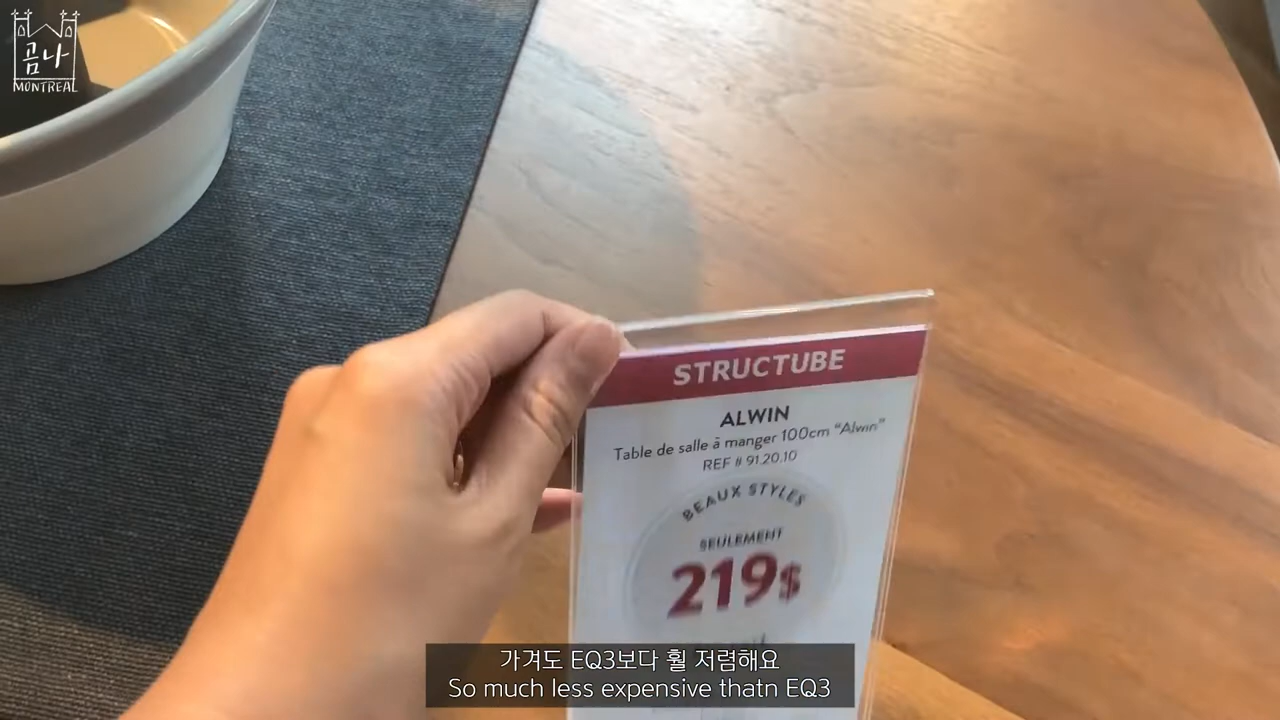 곰나
MONTREAL
STRUCTUBE
ALWIN
Table de salle à manger 100cm "Alwin"
REF # 91.20.10
BEAUX STYLES
SEULEMENT
219$
가겨도 EQ3보다 훨 저렴해요
So much less expensive thatn EQ3